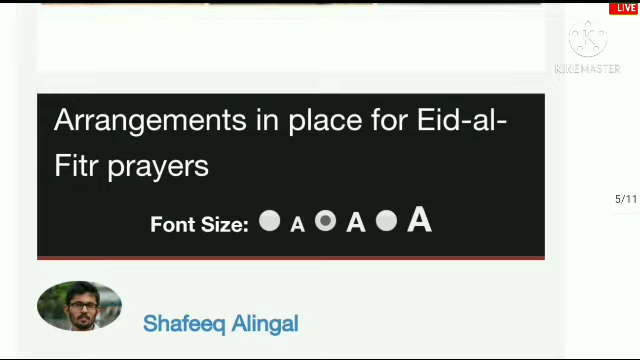 LIVE
KINEMASTER
Arrangements in place for Eid-al-
Fitr prayers
5/11
Font Size: A A A
Shafeeq Alingal